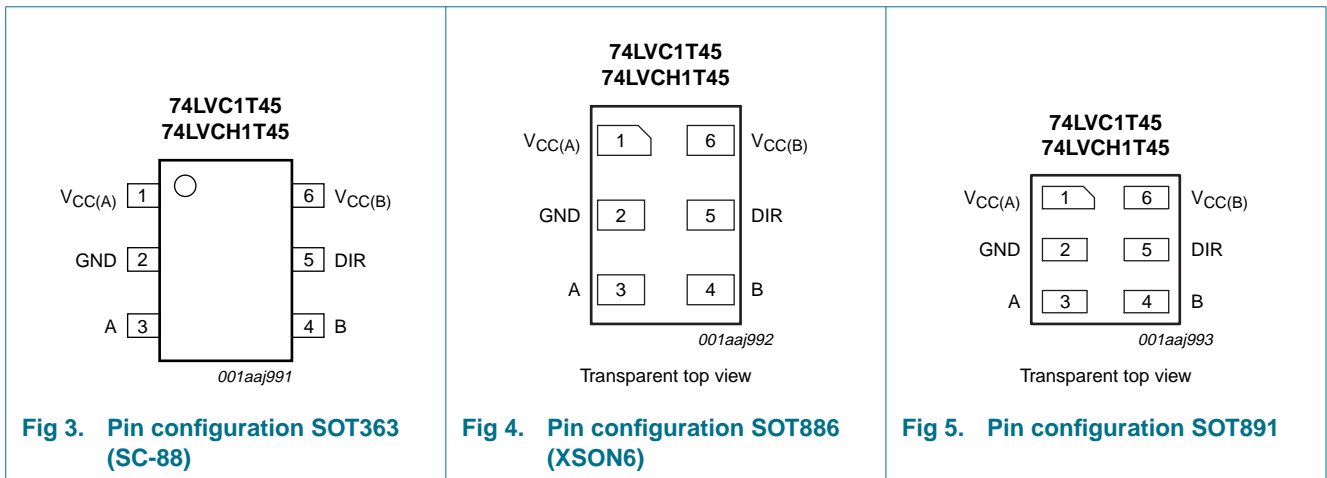 74LVC1T45
74LVCH1T45
VCC(A) 1 6 VCC(B)
GND 2 5 DIR
A 3 4 B
001aaj991
Fig 3. Pin configuration SOT363
(SC-88)
74LVC1T45
74LVCH1T45
VCC(A) 1 6 VCC(B)
GND 2 5 DIR
A 3 4 B
001aaj992
Transparent top view
Fig 4. Pin configuration SOT886
(XSON6)
74LVC1T45
74LVCH1T45
VCC(A) 1 6 VCC(B)
GND 2 5 DIR
A 3 4 B
001aaj993
Transparent top view
Fig 5. Pin configuration SOT891